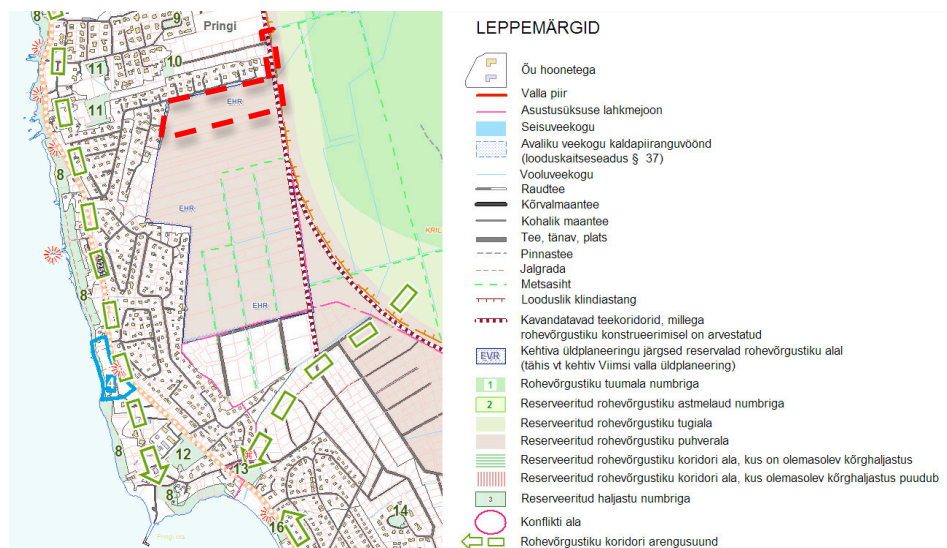 8
9
Pringi
10
11
EHR
11
8
EHR
KRIL
8
EHR
4
12
8
13
8
14
16
LEPPEMÄRGID
Õu hoonetega
Valla piir
Asustusüksuse lahkmejoon
Seisuveekogu
Avaliku veekogu kaldapiiranguvöönd
(looduskaitseseadus § 37)
Vooluveekogu
Raudtee
Kõrvalmaantee
Kohalik maantee
Tee, tänav, plats
Pinnastee
Jalgrada
Metsasiht
Looduslik klindiastang
Kavandatavad teekoridorid, millega
rohevõrgustiku konstrueerimisel on arvestatud
EVR
Kehtiva üldplaneeringu järgsed reservalad rohevõrgustiku alal
(tähis vt kehtiv Viimsi valla üldplaneering)
1 Rohevõrgustiku tuumala numbriga
2 Reserveeritud rohevõrgustiku astmelaud numbriga
Reserveeritud rohevõrgustiku tugiala
Reserveeritud rohevõrgustiku puhverala
Reserveeritud rohevõrgustiku koridori ala, kus on olemasolev kõrghaljastus
Reserveeritud rohevõrgustiku koridori ala, kus olemasolev kõrghaljastus puudub
3 Reserveeritud haljastu numbriga
Konflikti ala
Rohevõrgustiku koridori arengusuund